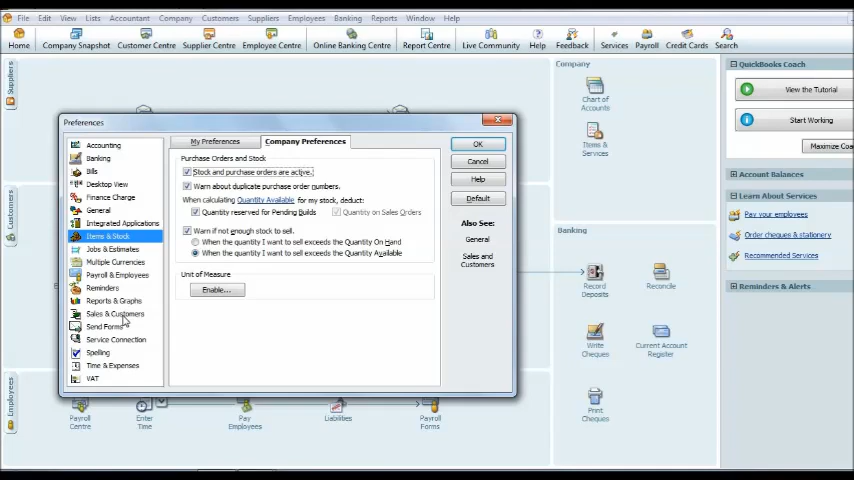 File Edit View Lists Accountant Company Customers Suppliers Employees Banking Reports Window Help
Home Company Snapshot Customer Centre Supplier Centre Employee Centre Online Banking Centre Report Centre Live Community Help Feedback Services Payroll Credit Cards Search
Suppliers
Customers
Employees
Company
Chart of
Accounts
Items &
Services
Banking
Record
Deposits
Reconcile
Write
Cheques
Current Account
Register
Print
Cheques
Payroll
Centre
Enter
Time
Pay
Employees
Liabilities
Payroll
Forms
QuickBooks Coach
View the Tutorial
Start Working
Maximize Coa
Account Balances
Learn About Services
Pay your employees
Order cheques & stationery
Recommended Services
Reminders & Alerts
Preferences
Accounting
Banking
Bills
Desktop View
Finance Charge
General
Integrated Applications
Items & Stock
Jobs & Estimates
Multiple Currencies
Payroll & Employees
Reminders
Reports & Graphs
Sales & Customers
Send Forms
Service Connection
Spelling
Time & Expenses
VAT
My Preferences Company Preferences
Purchase Orders and Stock
Stock and purchase orders are active.
Warn about duplicate purchase order numbers.
When calculating Quantity Available for my stock, deduct:
Quantity reserved for Pending Builds Quantity on Sales Orders
Warn if not enough stock to sell.
When the quantity I want to sell exceeds the Quantity On Hand
When the quantity I want to sell exceeds the Quantity Available
Unit of Measure
Enable...
OK
Cancel
Help
Default
Also See:
General
Sales and
Customers